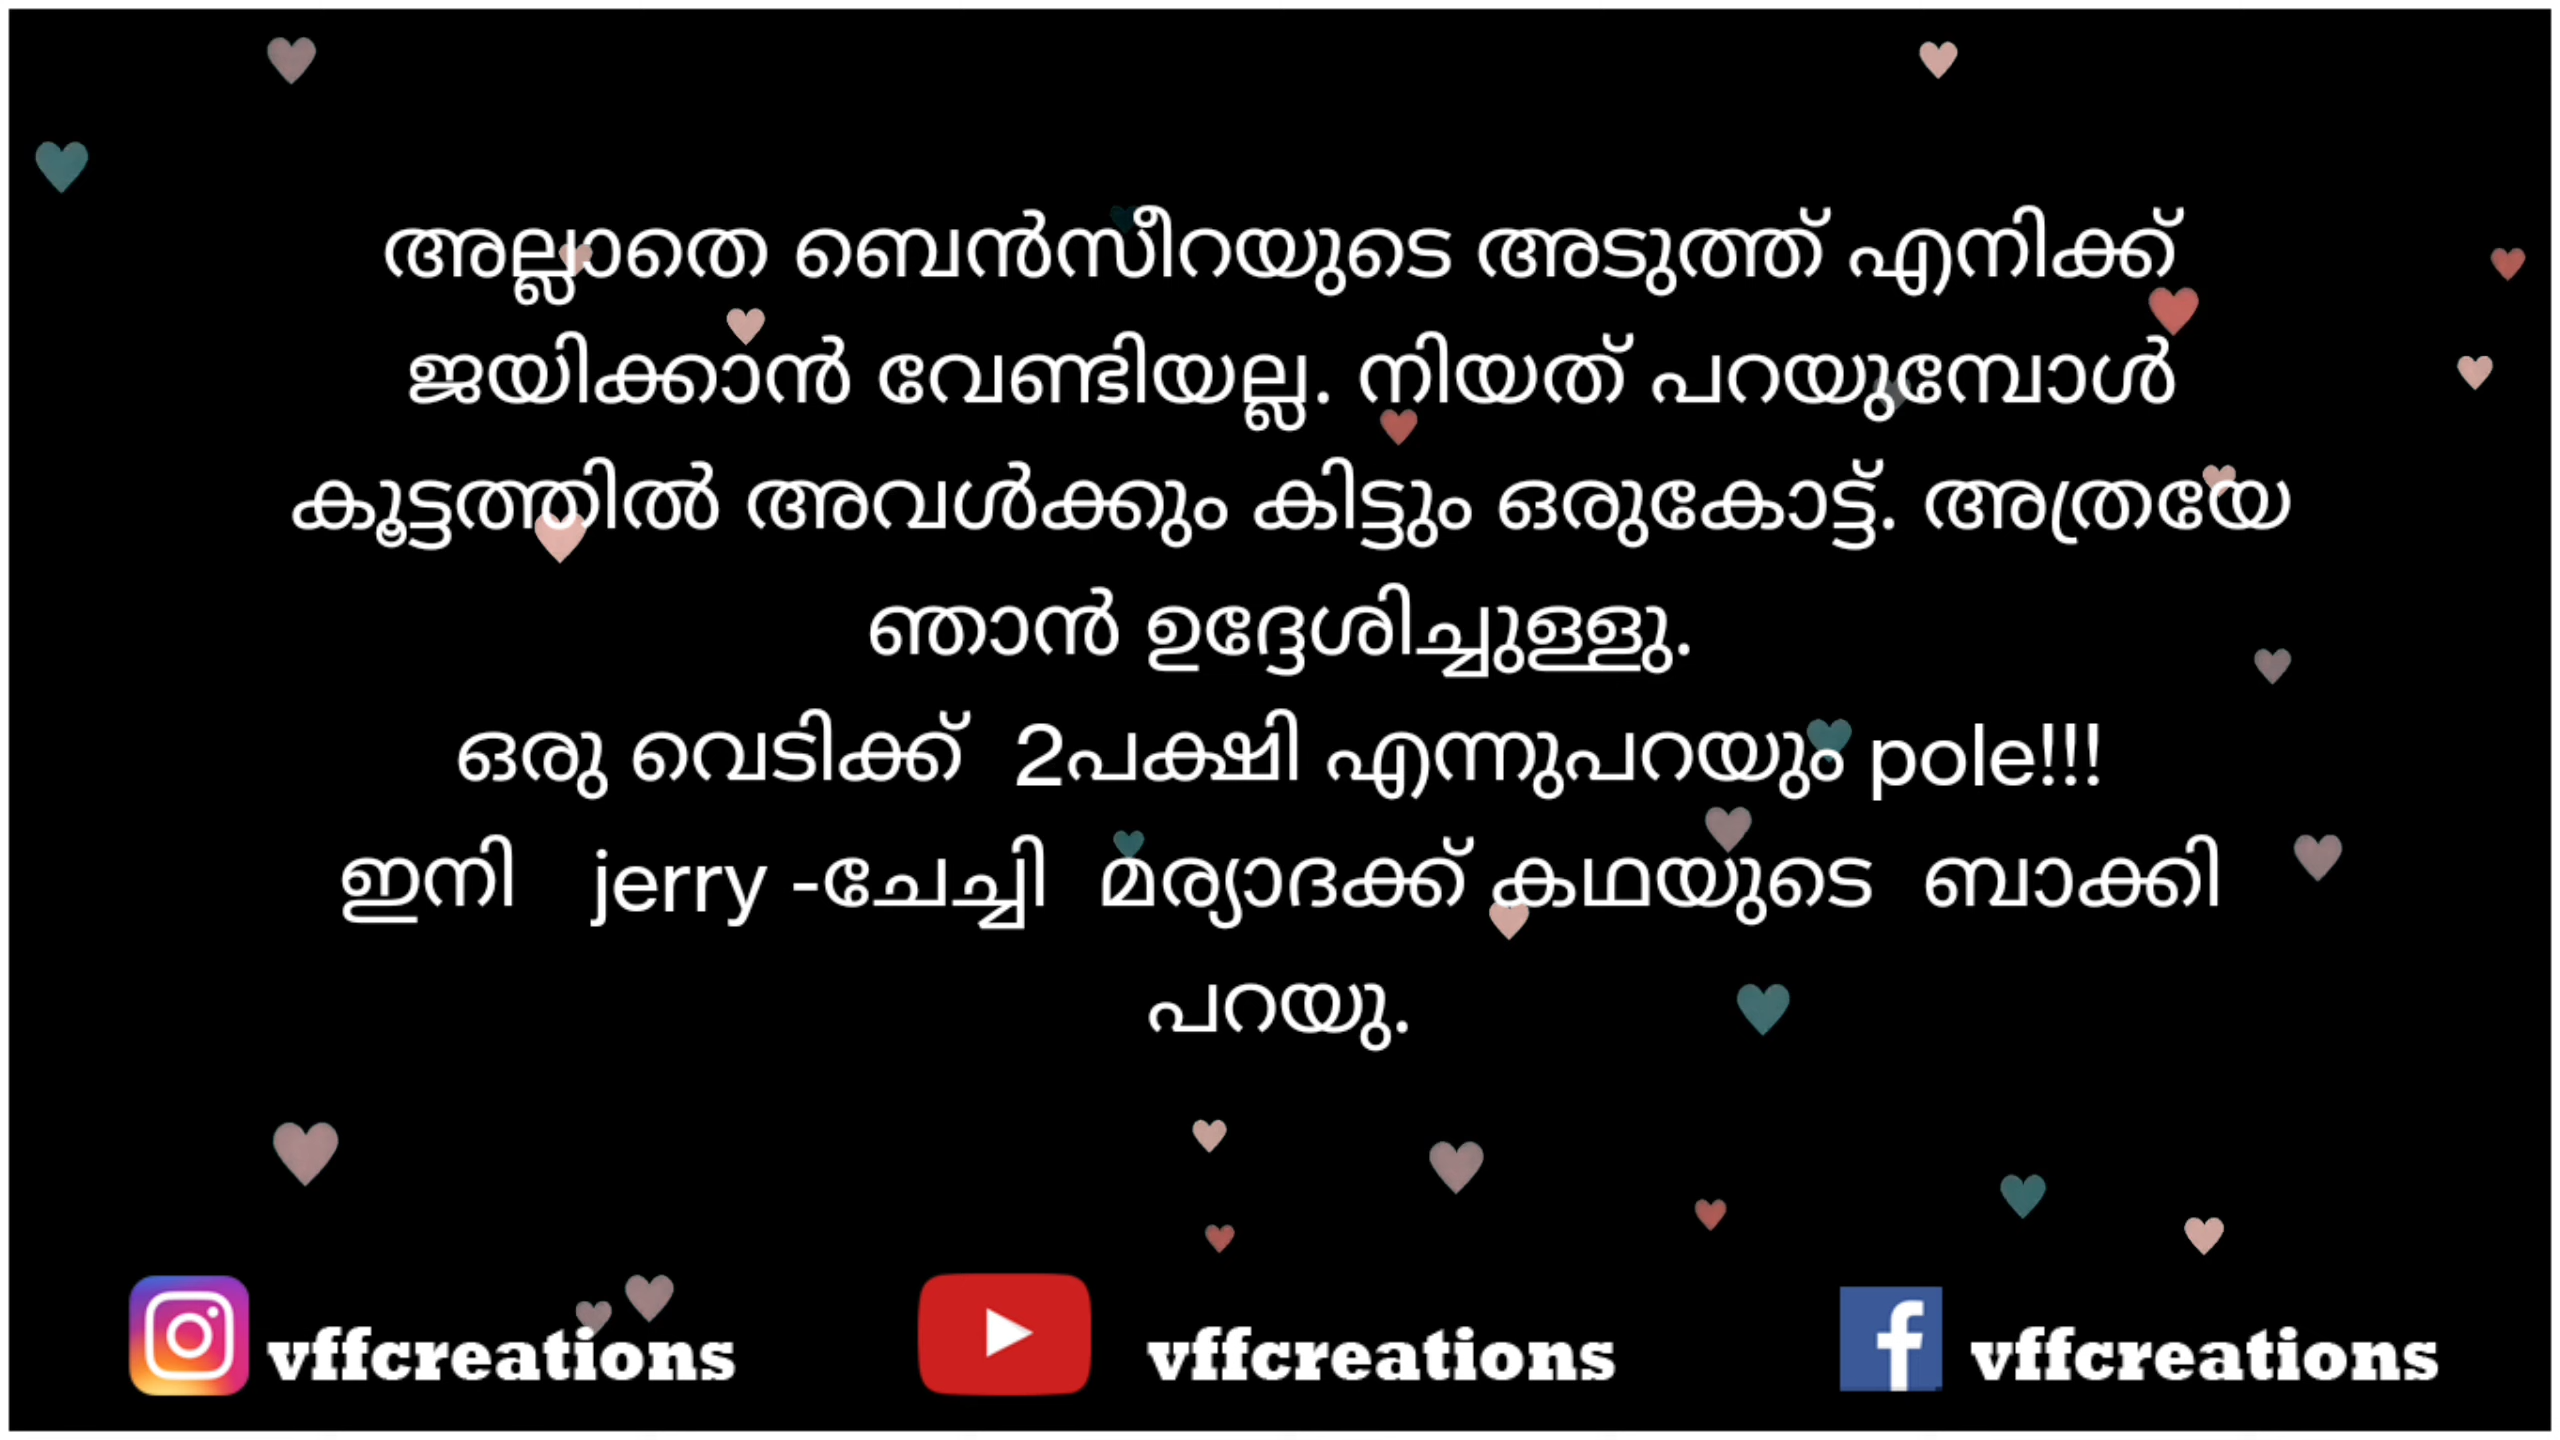 അല്ലാതെ ബെൻസീറയുടെ അടുത്ത് എനിക്ക്
ജയിക്കാൻ വേണ്ടിയല്ല. നിയത് പറയുമ്പോൾ
കൂട്ടത്തിൽ അവൾക്കും കിട്ടും ഒരുകോട്ട്. അത്രയേ
ഞാൻ ഉദ്ദേശിച്ചുള്ളു.
ഒരു വെടിക്ക് 2പക്ഷി എന്നുപറയും pole!!!
ഇനി jerry -ചേച്ചി മര്യാദക്ക് കഥയുടെ ബാക്കി
പറയു.
vffcreations vffcreations vffcreations